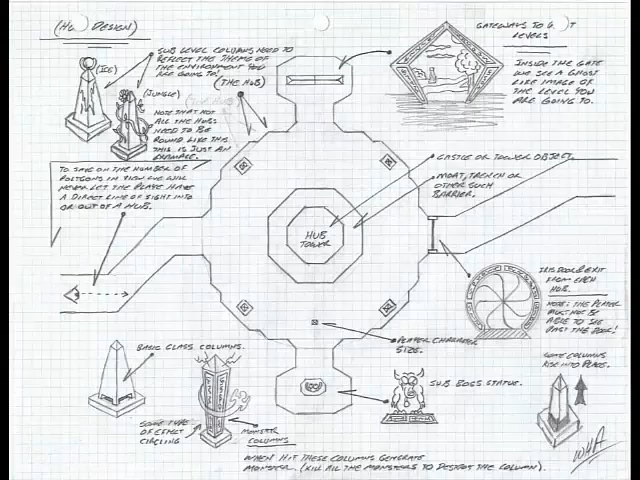 DESIGN)
(ICE)
SUB LEVEL COLUMNS NEED TO
REFLECT THE THEME OF
THE ENVIRONMENT YOU
ARE GOING TO!
(THE HUB)
(JUNGLE)
NOTE THAT NOT
ALL THE HUBS
NEED TO BE
ROUND LIKE THIS
THIS IS JUST AN
EXAMPLE.
GATEWAYS TO
LEVELS
INSIDE THE GATE
WE SEE A GHOST
LIKE IMAGE OF
THE LEVEL YOU
ARE GOING TO.
TO SAVE ON THE NUMBER OF
POLYGONS IN VIEW WE WILL
NEVER LET THE PLAYER HAVE
A DIRECT LINE OF SIGHT INTO
OR OUT OF A HUB.
CASTLE OR TOWER OBJECT.
MOAT, TRENCH OR
OTHER SUCH
BARRIER.
HUB
TOWER
IRIS DOOR EXIT
FROM EACH
HUB.
NOTE: THE PLAYER
MUST NOT BE
ABLE TO SEE
PAST THE DOOR!
PLAYER CHARACTER
SIZE.
BASIC GLASS COLUMNS.
SOME COLUMNS
RISE INTO PLACE.
SUB BOSS STATUE.
SOME TYPE
OF EFFECT
CIRCLING
MONSTER
COLUMNS
WHEN HIT THESE COLUMNS GENERATE
MONSTER (KILL ALL THE MONSTERS TO DESTROY THE COLUMN).